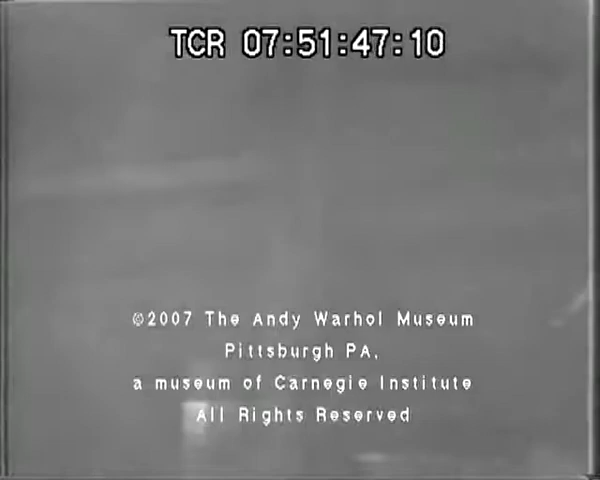 TCR 07:51:47:10
©2007 The Andy Warhol Museum
Pittsburgh PA,
a museum of Carnegie Institute
All Rights Reserved